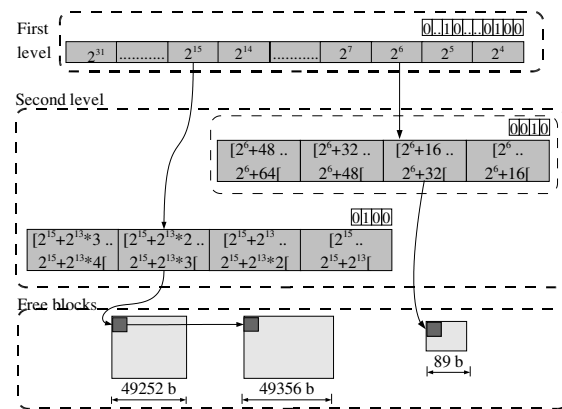 First 0..10....0100
level 2^31 ........... 2^15 2^14 ........... 2^7 2^6 2^5 2^4
Second level
0010
[2^6+48 .. [2^6+32 .. [2^6+16 .. [2^6 ..
2^6+64[ 2^6+48[ 2^6+32[ 2^6+16[
0100
[2^15+2^13*3 .. [2^15+2^13*2 .. [2^15+2^13 .. [2^15 ..
2^15+2^13*4[ 2^15+2^13*3[ 2^15+2^13*2[ 2^15+2^13[
Free blocks
49252 b 49356 b 89 b